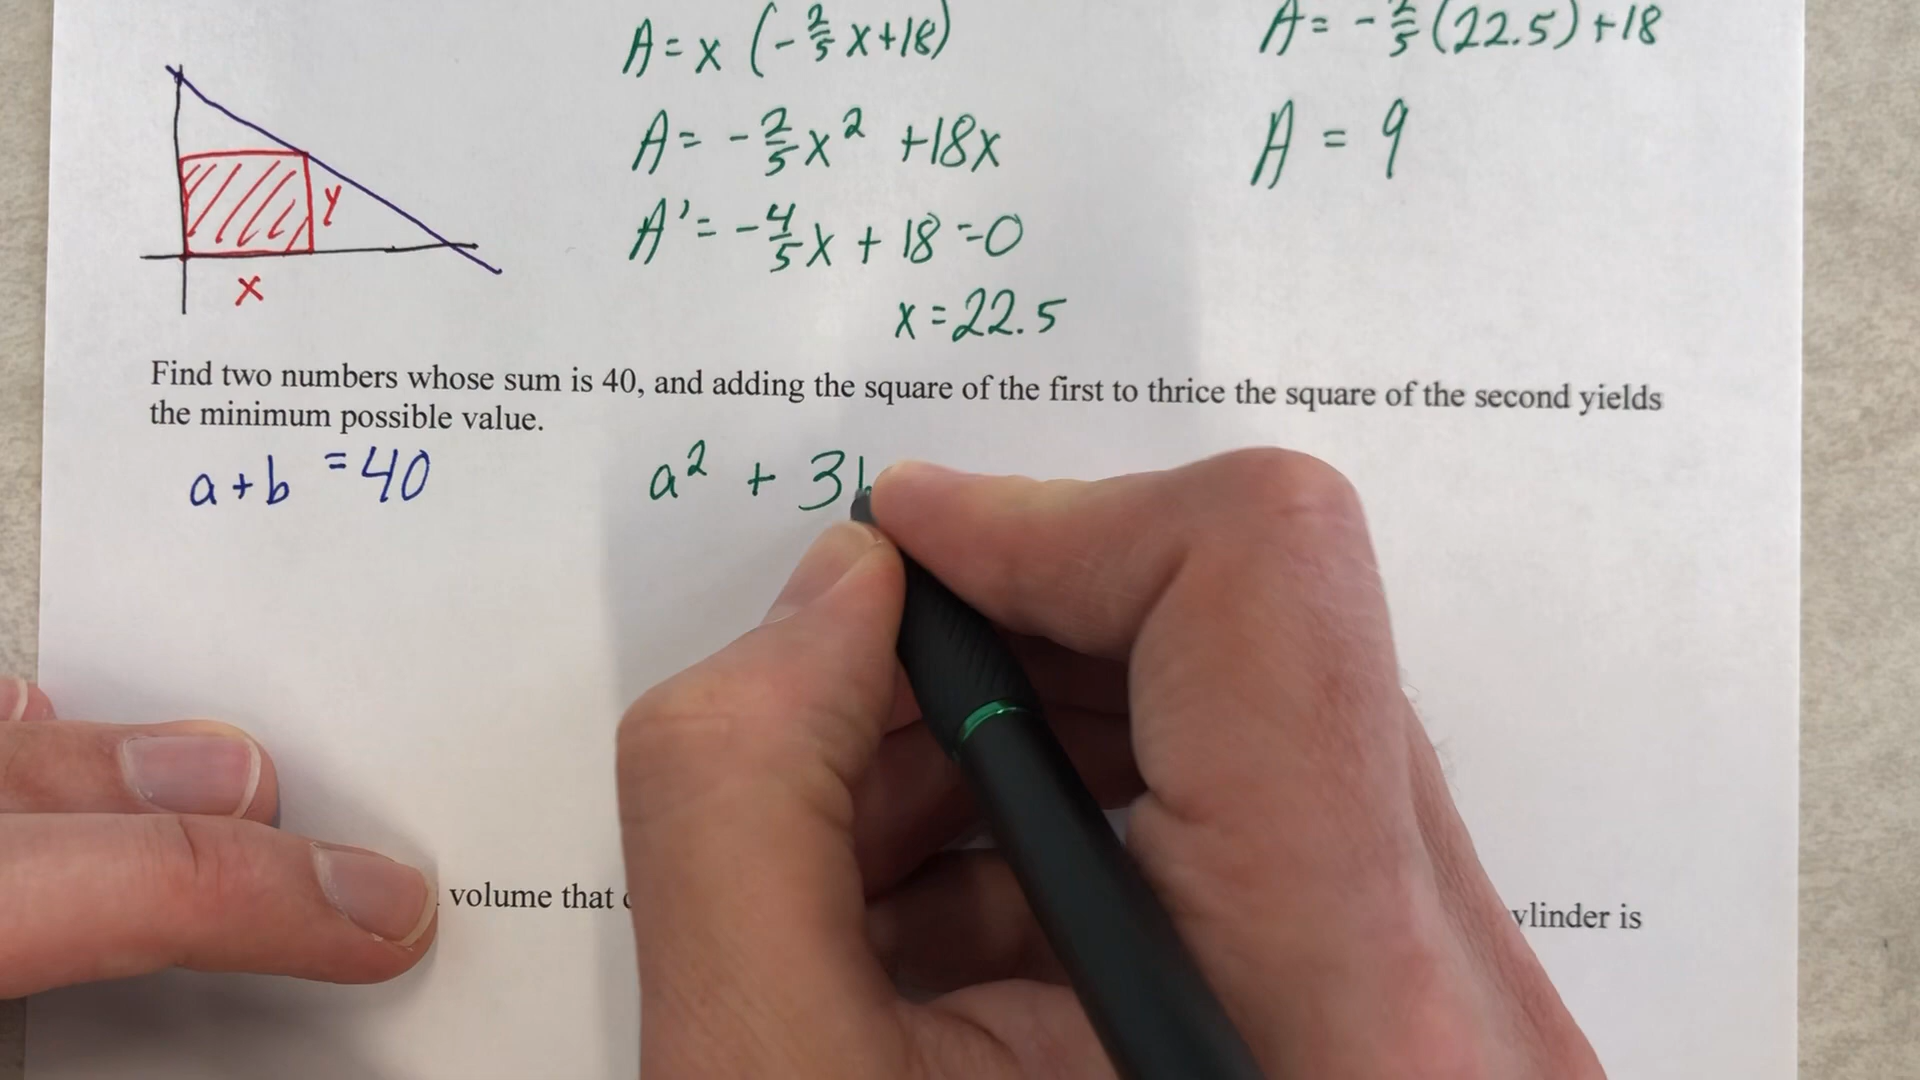 A = x (-2/5 x+18)
A = -2/5 x² +18x
A' = -4/5 x + 18 =0
x = 22.5
A = -2/5 (22.5) +18
A = 9
y
x
Find two numbers whose sum is 40, and adding the square of the first to thrice the square of the second yields
the minimum possible value.
a+b =40
a² + 3
volume that ylinder is